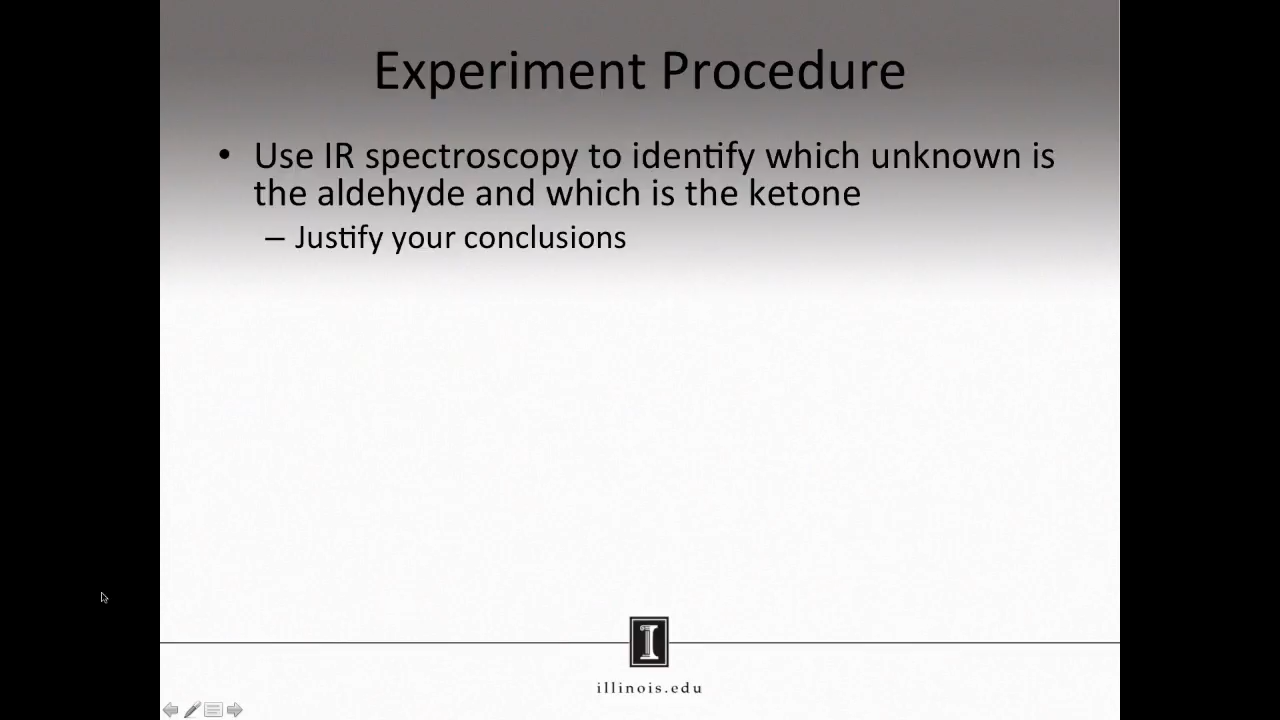 Experiment Procedure
• Use IR spectroscopy to identify which unknown is
the aldehyde and which is the ketone
– Justify your conclusions
I
illinois.edu